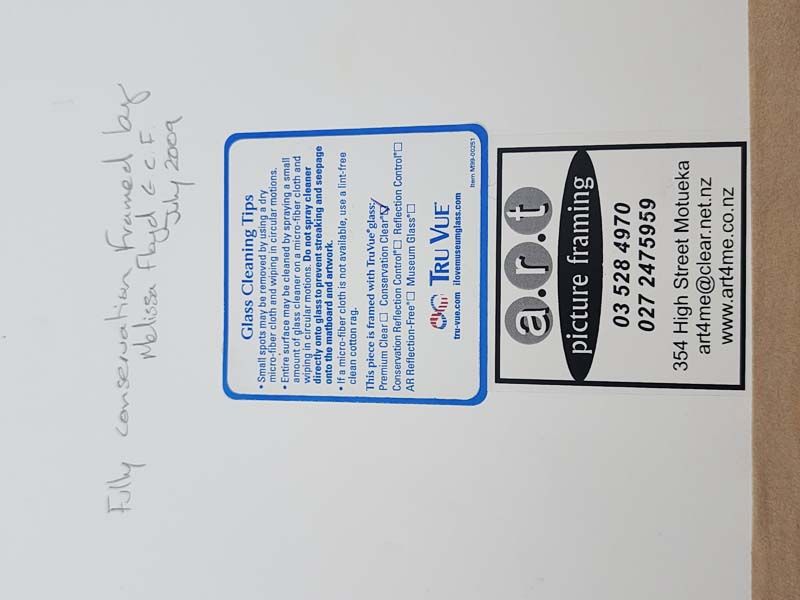 Fully conservation Framed by
Melissa Floyd G C F
July 2009
Glass Cleaning Tips
• Small spots may be removed by using a dry
micro-fiber cloth and wiping in circular motions.
• Entire surface may be cleaned by spraying a small
amount of glass cleaner on a micro-fiber cloth and
wiping in circular motions. Do not spray cleaner
directly onto glass to prevent streaking and seepage
onto the matboard and artwork.
• If a micro-fiber cloth is not available, use a lint-free
clean cotton rag.
This piece is framed with TruVue® glass:
Premium Clear ☐ Conservation Clear® ☑
Conservation Reflection Control® ☐ Reflection Control® ☐
AR Reflection-Free® ☐ Museum Glass® ☐
TRU VUE®
tru-vue.com ilovemuseumglass.com
Item M99-00251
a.r.t
picture framing
03 528 4970
027 2475959
354 High Street Motueka
art4me@clear.net.nz
www.art4me.co.nz